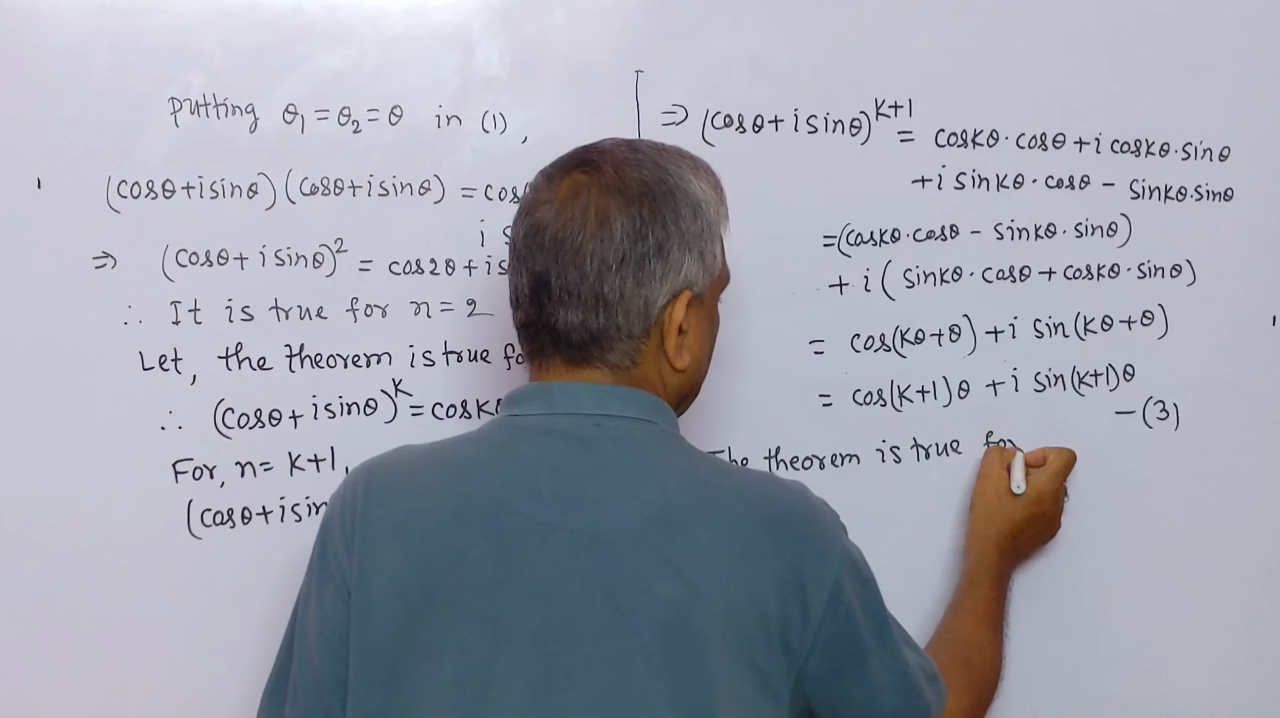 Putting θ₁ = θ₂ = θ in (1),
(cosθ+isinθ)(cosθ+isinθ) = cos
i s
⇒ (cosθ+isinθ)² = cos2θ+is
∴ It is true for n=2
Let, the theorem is true fo
∴ (cosθ+isinθ)^K = cosKθ
For, n= K+1,
(cosθ+isin
⇒ (cosθ+isinθ)^K+1 = cosKθ·cosθ+i cosKθ·sinθ
+i sinKθ·cosθ − sinKθ.sinθ
=(cosKθ·cosθ − sinKθ·sinθ)
+ i( sinKθ·cosθ + cosKθ·sinθ)
= cos(Kθ+θ) +i sin(Kθ+θ)
= cos(K+1)θ +i sin(K+1)θ
−(3)
The theorem is true for